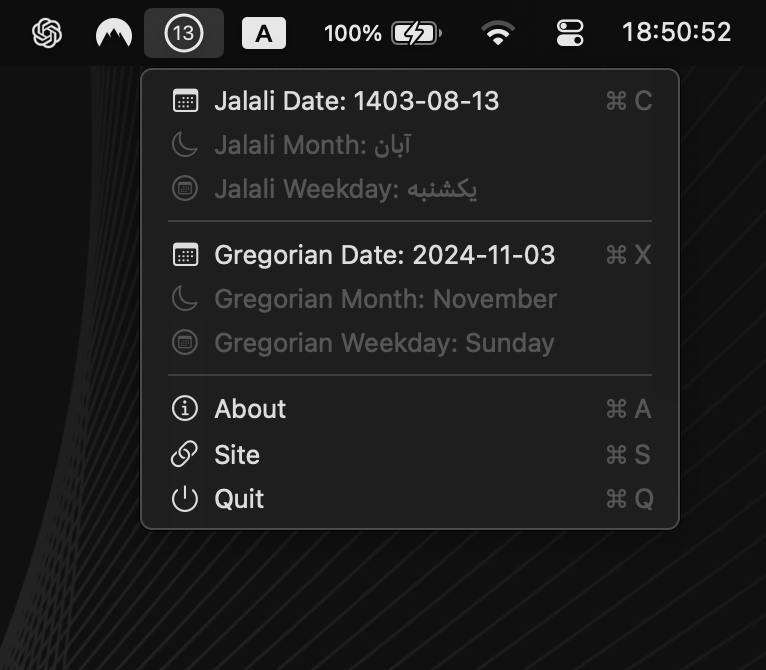 13 A 100% 18:50:52
Jalali Date: 1403-08-13 ⌘ C
Jalali Month: آبان
Jalali Weekday: یکشنبه
Gregorian Date: 2024-11-03 ⌘ X
Gregorian Month: November
Gregorian Weekday: Sunday
About ⌘ A
Site ⌘ S
Quit ⌘ Q